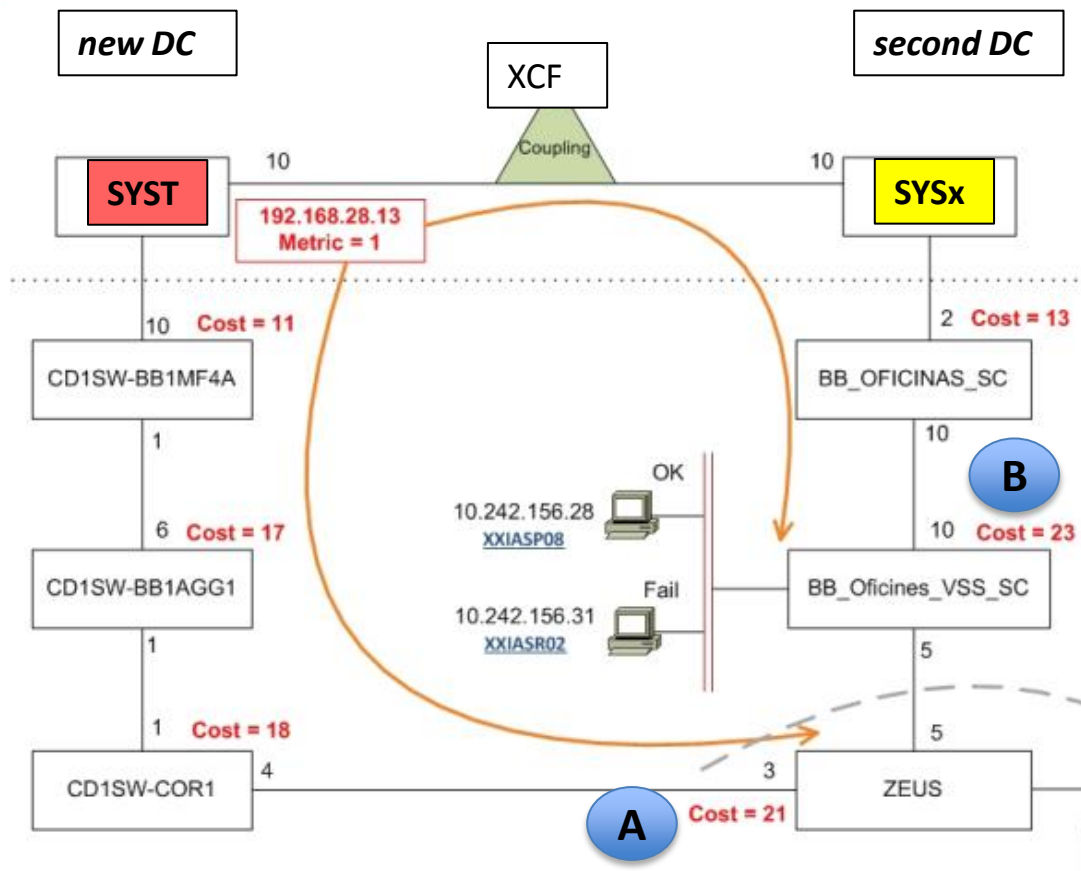 new DC
second DC
XCF
Coupling
10
10
SYST
SYSx
192.168.28.13
Metric = 1
10
Cost = 11
2
Cost = 13
CD1SW-BB1MF4A
BB_OFICINAS_SC
1
10
B
OK
10.242.156.28
XXIASP08
6
Cost = 17
10
Cost = 23
CD1SW-BB1AGG1
BB_Oficines_VSS_SC
Fail
10.242.156.31
XXIASR02
1
5
1
Cost = 18
5
CD1SW-COR1
4
3
ZEUS
A
Cost = 21